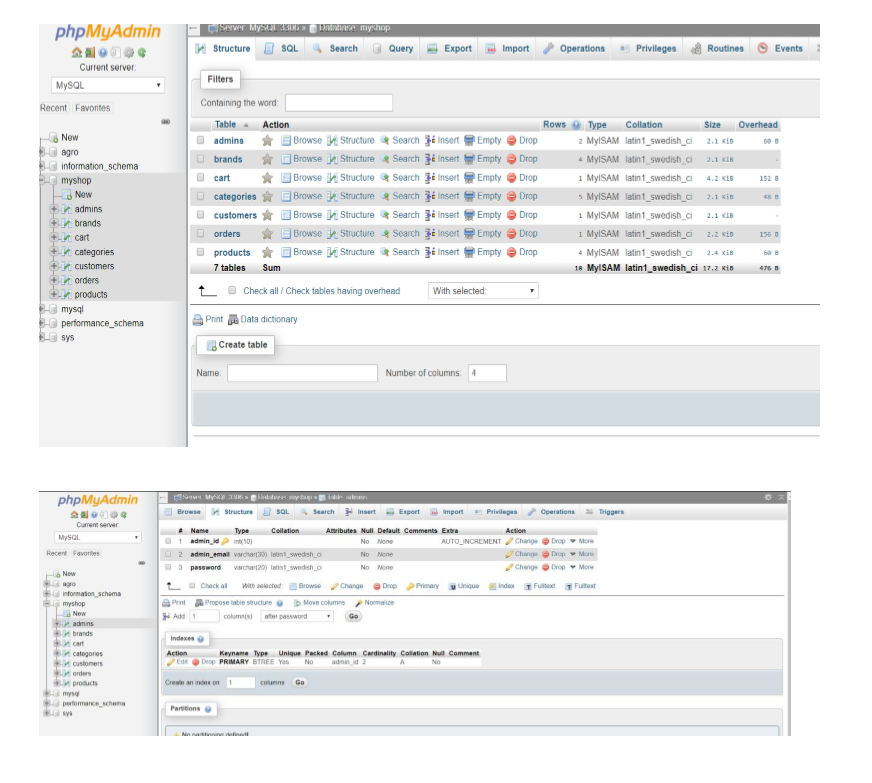 phpMyAdmin
Current server:
MySQL
Recent Favorites
New
agro
information_schema
myshop
New
admins
brands
cart
categories
customers
orders
products
mysql
performance_schema
sys
Server: MySQL:3306 » Database: myshop
Structure SQL Search Query Export Import Operations Privileges Routines Events
Filters
Containing the word:
Table Action Rows Type Collation Size Overhead
admins Browse Structure Search Insert Empty Drop 2 MyISAM latin1_swedish_ci 2.1 KiB 60 B
brands Browse Structure Search Insert Empty Drop 4 MyISAM latin1_swedish_ci 2.1 KiB -
cart Browse Structure Search Insert Empty Drop 1 MyISAM latin1_swedish_ci 4.2 KiB 152 B
categories Browse Structure Search Insert Empty Drop 5 MyISAM latin1_swedish_ci 2.1 KiB 48 B
customers Browse Structure Search Insert Empty Drop 1 MyISAM latin1_swedish_ci 2.1 KiB -
orders Browse Structure Search Insert Empty Drop 1 MyISAM latin1_swedish_ci 2.2 KiB 156 B
products Browse Structure Search Insert Empty Drop 4 MyISAM latin1_swedish_ci 2.4 KiB 60 B
7 tables Sum 18 MyISAM latin1_swedish_ci 17.2 KiB 476 B
Check all / Check tables having overhead With selected:
Print Data dictionary
Create table
Name: Number of columns: 4
phpMyAdmin
Current server:
MySQL
Recent Favorites
New
agro
information_schema
myshop
New
admins
brands
cart
categories
customers
orders
products
mysql
performance_schema
sys
Server: MySQL:3306 » Database: myshop » Table: admins
Browse Structure SQL Search Insert Export Import Privileges Operations Triggers
# Name Type Collation Attributes Null Default Comments Extra Action
1 admin_id int(10) No None AUTO_INCREMENT Change Drop More
2 admin_email varchar(30) latin1_swedish_ci No None Change Drop More
3 password varchar(20) latin1_swedish_ci No None Change Drop More
Check all With selected: Browse Change Drop Primary Unique Index Fulltext Fulltext
Print Propose table structure Move columns Normalize
Add 1 column(s) after password Go
Indexes
Action Keyname Type Unique Packed Column Cardinality Collation Null Comment
Edit Drop PRIMARY BTREE Yes No admin_id 2 A No
Create an index on 1 columns Go
Partitions
No partitioning defined!